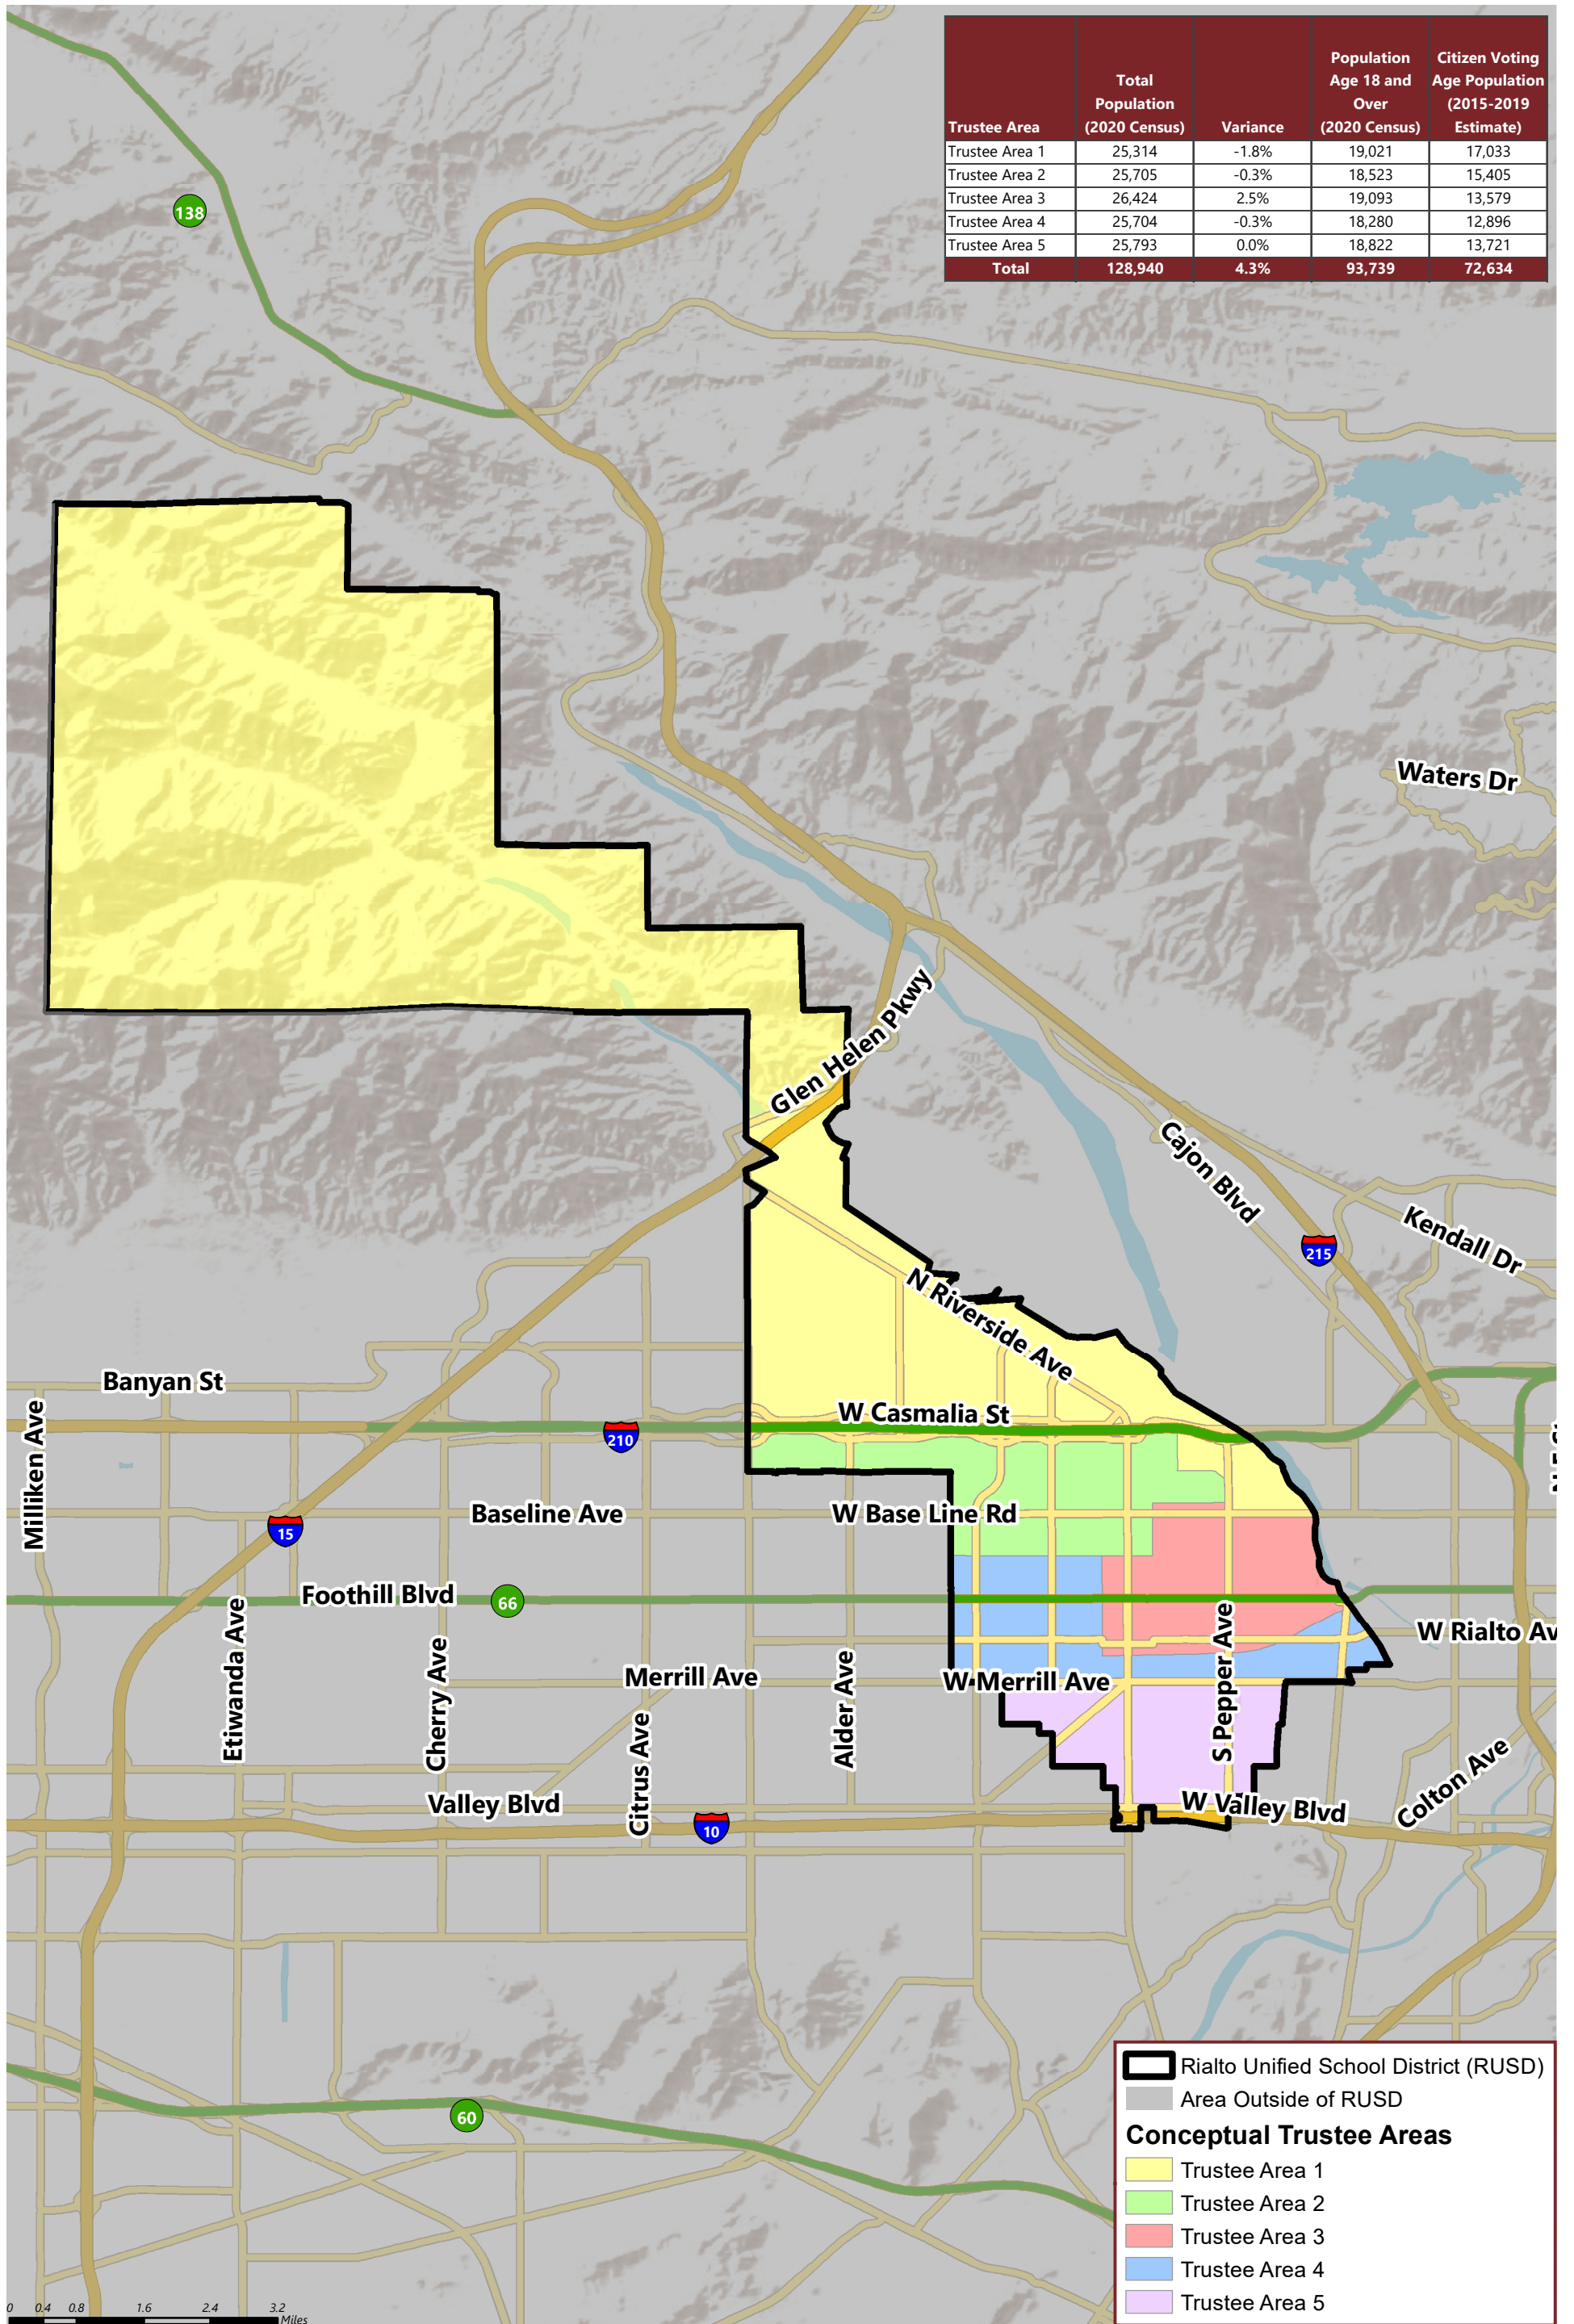 Trustee Area
Total Population (2020 Census)
Variance
Population Age 18 and Over (2020 Census)
Citizen Voting Age Population (2015-2019 Estimate)
Trustee Area 1 25,314 -1.8% 19,021 17,033
Trustee Area 2 25,705 -0.3% 18,523 15,405
Trustee Area 3 26,424 2.5% 19,093 13,579
Trustee Area 4 25,704 -0.3% 18,280 12,896
Trustee Area 5 25,793 0.0% 18,822 13,721
Total 128,940 4.3% 93,739 72,634
138
Waters Dr
Glen Helen Pkwy
Cajon Blvd
Kendall Dr
215
N Riverside Ave
Banyan St
W Casmalia St
210
Milliken Ave
Baseline Ave
W Base Line Rd
15
Foothill Blvd
66
Etiwanda Ave
Cherry Ave
Merrill Ave
Citrus Ave
Alder Ave
W Merrill Ave
S Pepper Ave
W Rialto Av
Valley Blvd
W Valley Blvd
Colton Ave
10
60
Rialto Unified School District (RUSD)
Area Outside of RUSD
Conceptual Trustee Areas
Trustee Area 1
Trustee Area 2
Trustee Area 3
Trustee Area 4
Trustee Area 5
0 0.4 0.8 1.6 2.4 3.2
Miles